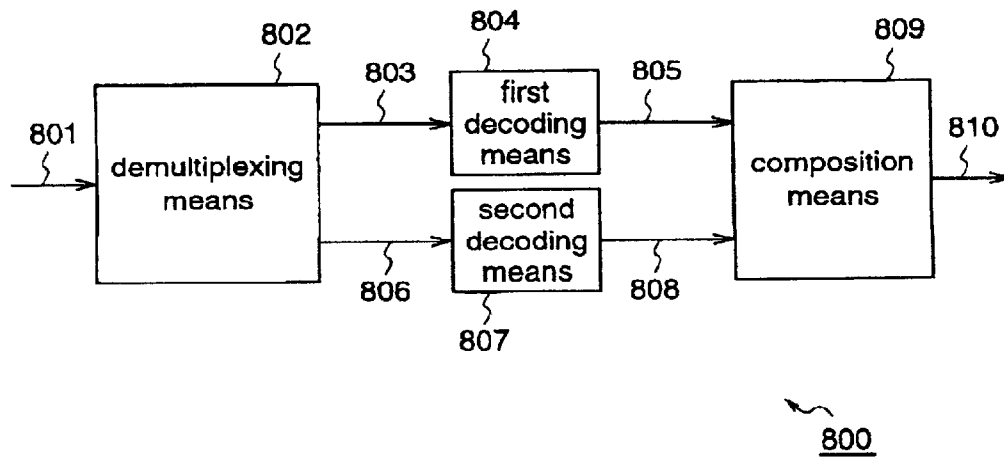 802
804
809
803
805
801
first
decoding
means
810
demultiplexing
means
composition
means
second
decoding
means
806
808
807
800